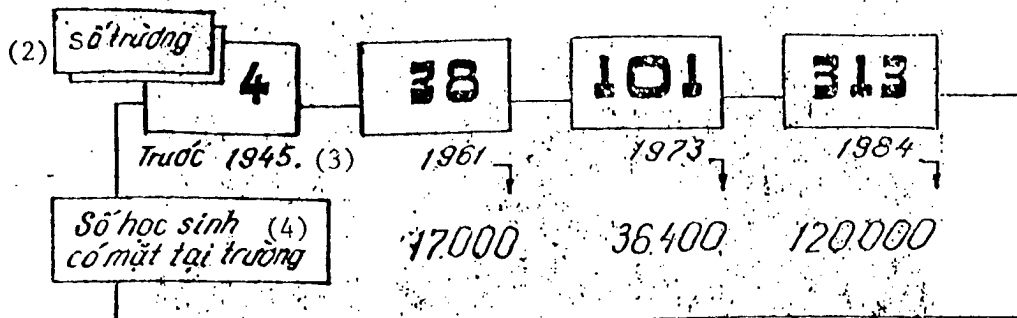 (2) số trường
4 38 101 313
Trước 1945. (3) 1961 1973 1984
Số học sinh (4)
có mặt tại trường
17.000 36.400 120.000